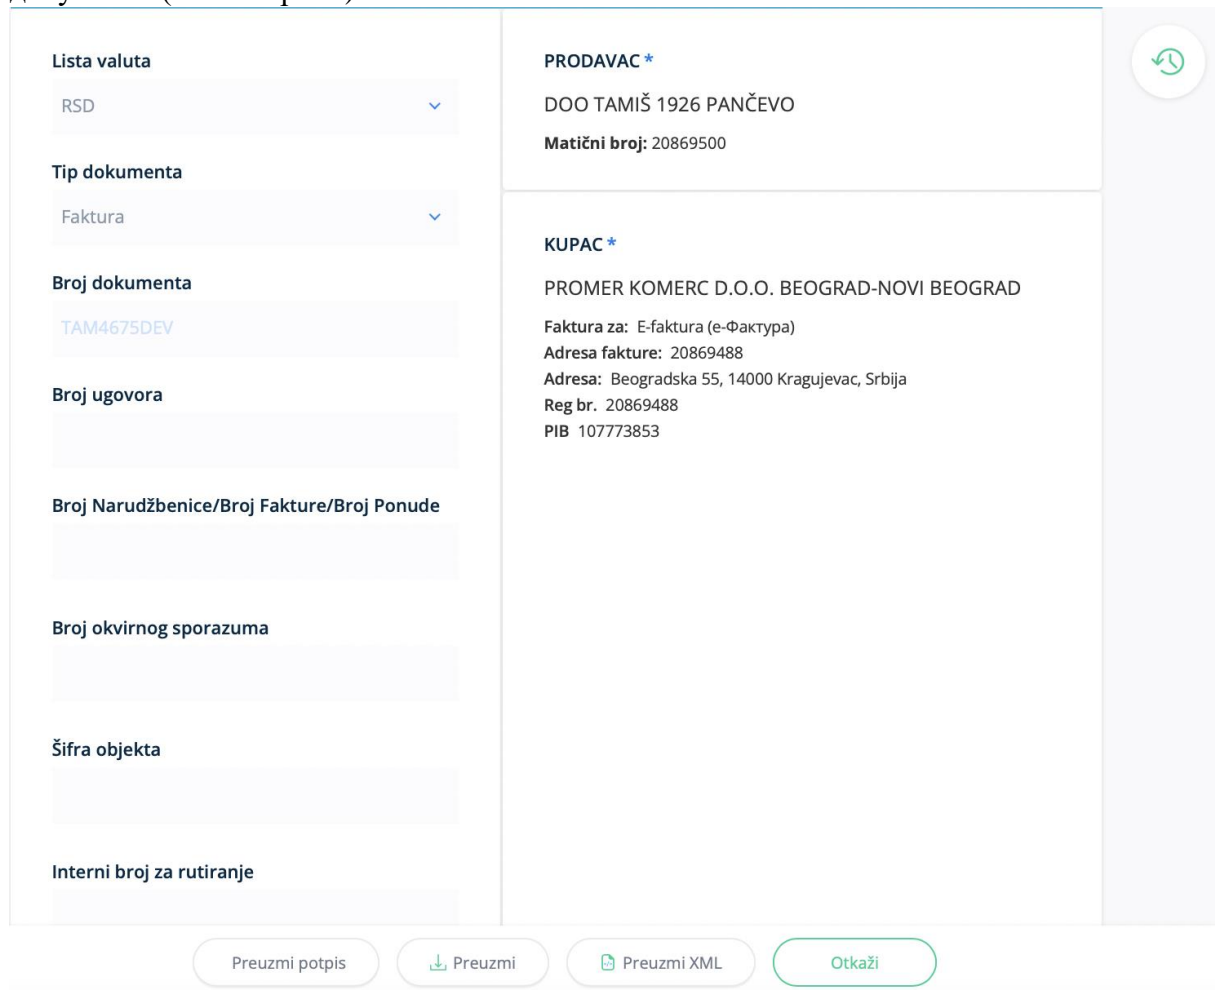 Lista valuta
RSD
Tip dokumenta
Faktura
Broj dokumenta
TAM4675DEV
Broj ugovora
Broj Narudžbenice/Broj Fakture/Broj Ponude
Broj okvirnog sporazuma
Šifra objekta
Interni broj za rutiranje
PRODAVAC *
DOO TAMIŠ 1926 PANČEVO
Matični broj: 20869500
KUPAC *
PROMER KOMERC D.O.O. BEOGRAD-NOVI BEOGRAD
Faktura za: E-faktura (е-Фактура)
Adresa fakture: 20869488
Adresa: Beogradska 55, 14000 Kragujevac, Srbija
Reg br. 20869488
PIB 107773853
Preuzmi potpis
Preuzmi
Preuzmi XML
Otkaži